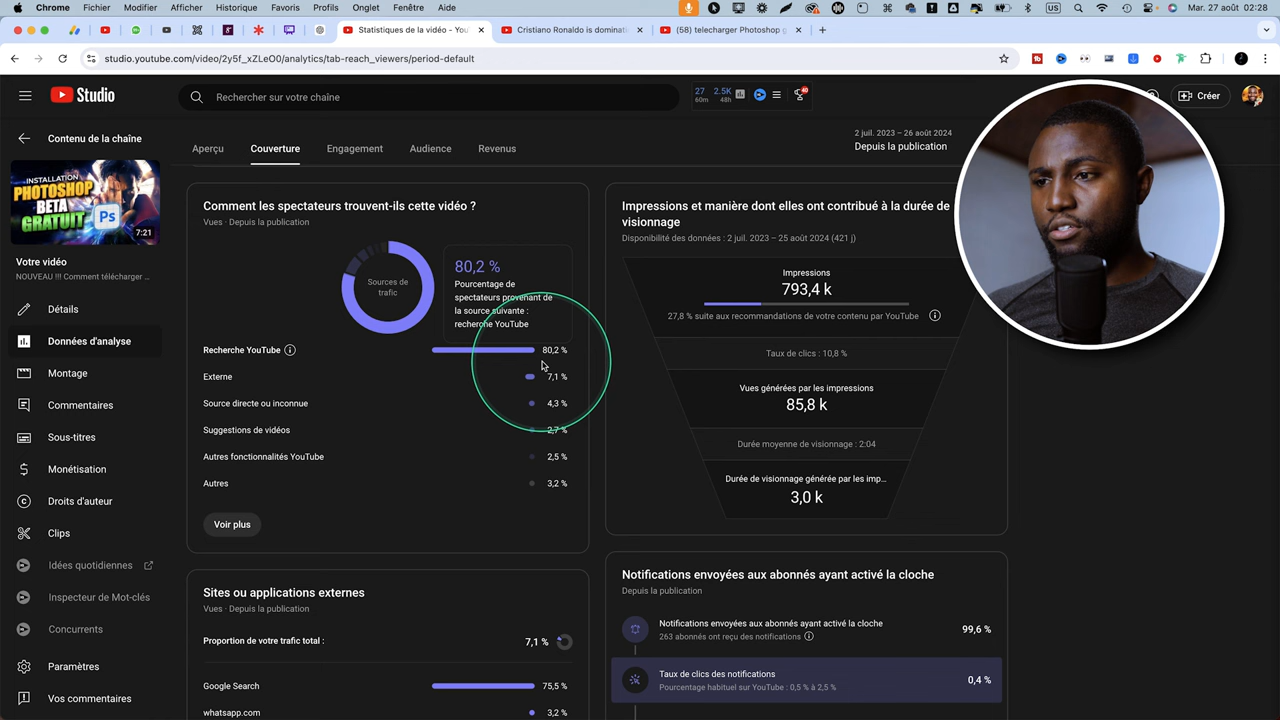 Chrome Fichier Modifier Afficher Historique Favoris Profils Onglet Fenêtre Aide
US Mar. 27 août 02:28
Statistiques de la vidéo - You
Cristiano Ronaldo is dominati
(58) telecharger Photoshop g
studio.youtube.com/video/2y5f_xZLeO0/analytics/tab-reach_viewers/period-default
Studio
Rechercher sur votre chaîne
27 2.5K
60m 48h
40
Créer
Contenu de la chaîne
INSTALLATION
PHOTOSHOP
BETA
GRATUIT
Ps
7:21
Votre vidéo
NOUVEAU !!! Comment télécharger ...
Détails
Données d'analyse
Montage
Commentaires
Sous-titres
Monétisation
Droits d'auteur
Clips
Idées quotidiennes
Inspecteur de Mot-clés
Concurrents
Paramètres
Vos commentaires
Aperçu Couverture Engagement Audience Revenus
2 juil. 2023 – 26 août 2024
Depuis la publication
Comment les spectateurs trouvent-ils cette vidéo ?
Vues · Depuis la publication
Sources de
trafic
80,2 %
Pourcentage de
spectateurs provenant de
la source suivante :
recherche YouTube
Recherche YouTube 80,2 %
Externe 7,1 %
Source directe ou inconnue 4,3 %
Suggestions de vidéos 2,7 %
Autres fonctionnalités YouTube 2,5 %
Autres 3,2 %
Voir plus
Sites ou applications externes
Vues · Depuis la publication
Proportion de votre trafic total : 7,1 %
Google Search 75,5 %
whatsapp.com 3,2 %
Impressions et manière dont elles ont contribué à la durée de
visionnage
Disponibilité des données : 2 juil. 2023 – 25 août 2024 (421 j)
Impressions
793,4 k
27,8 % suite aux recommandations de votre contenu par YouTube
Taux de clics : 10,8 %
Vues générées par les impressions
85,8 k
Durée moyenne de visionnage : 2:04
Durée de visionnage générée par les imp...
3,0 k
Notifications envoyées aux abonnés ayant activé la cloche
Depuis la publication
Notifications envoyées aux abonnés ayant activé la cloche 99,6 %
263 abonnés ont reçu des notifications
Taux de clics des notifications 0,4 %
Pourcentage habituel sur YouTube : 0,5 % à 2,5 %